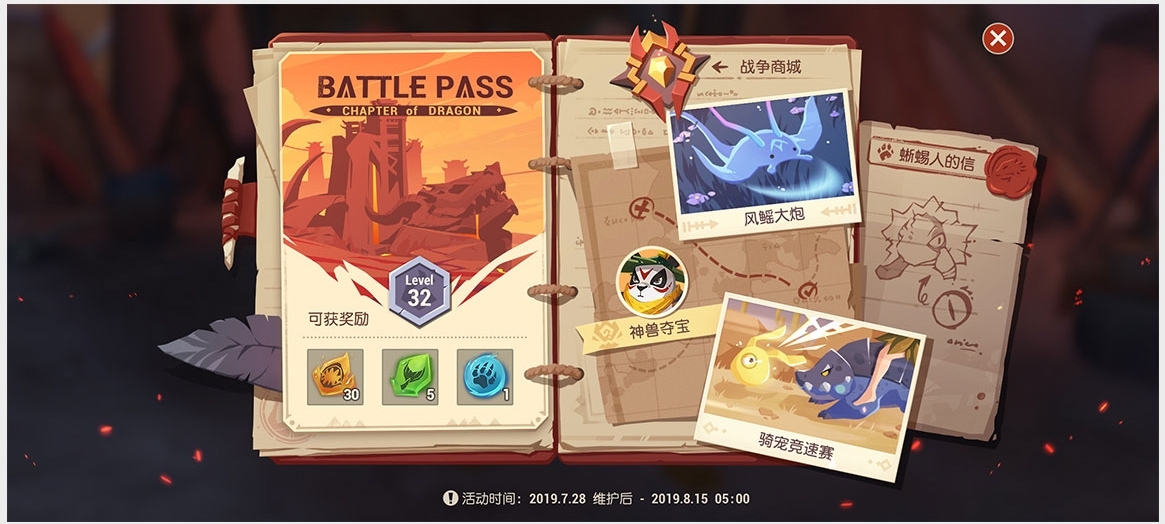 BATTLE PASS
CHAPTER of DRAGON
Level
32
可获奖励
30
5
1
战争商城
风鳐大炮
神兽夺宝
骑宠竞速赛
蜥蜴人的信
活动时间：2019.7.28 维护后 - 2019.8.15 05:00